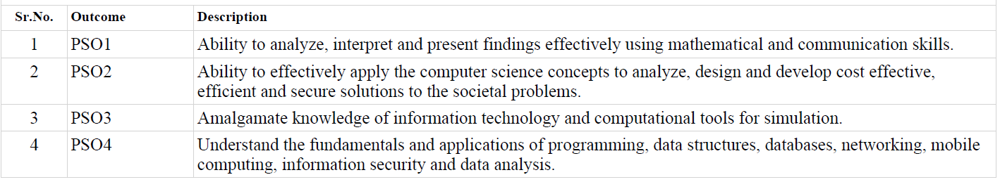 Sr.No. Outcome Description
1 PSO1 Ability to analyze, interpret and present findings effectively using mathematical and communication skills.
2 PSO2 Ability to effectively apply the computer science concepts to analyze, design and develop cost effective,
efficient and secure solutions to the societal problems.
3 PSO3 Amalgamate knowledge of information technology and computational tools for simulation.
4 PSO4 Understand the fundamentals and applications of programming, data structures, databases, networking, mobile
computing, information security and data analysis.